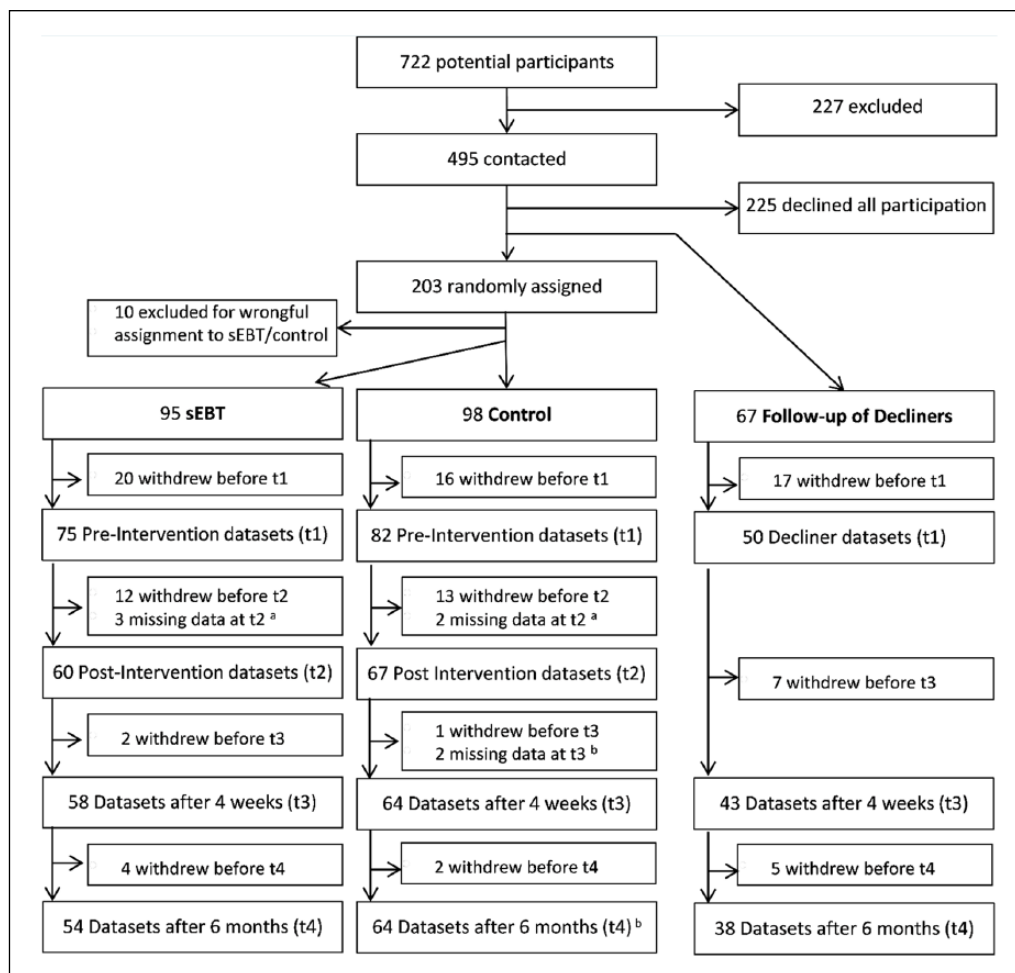 722 potential participants
227 excluded
495 contacted
225 declined all participation
203 randomly assigned
10 excluded for wrongful
assignment to sEBT/control
95 sEBT
98 Control
67 Follow-up of Decliners
20 withdrew before t1
16 withdrew before t1
17 withdrew before t1
75 Pre-Intervention datasets (t1)
82 Pre-Intervention datasets (t1)
50 Decliner datasets (t1)
12 withdrew before t2
3 missing data at t2 a
13 withdrew before t2
2 missing data at t2 a
60 Post-Intervention datasets (t2)
67 Post Intervention datasets (t2)
7 withdrew before t3
2 withdrew before t3
1 withdrew before t3
2 missing data at t3 b
58 Datasets after 4 weeks (t3)
64 Datasets after 4 weeks (t3)
43 Datasets after 4 weeks (t3)
4 withdrew before t4
2 withdrew before t4
5 withdrew before t4
54 Datasets after 6 months (t4)
64 Datasets after 6 months (t4) b
38 Datasets after 6 months (t4)